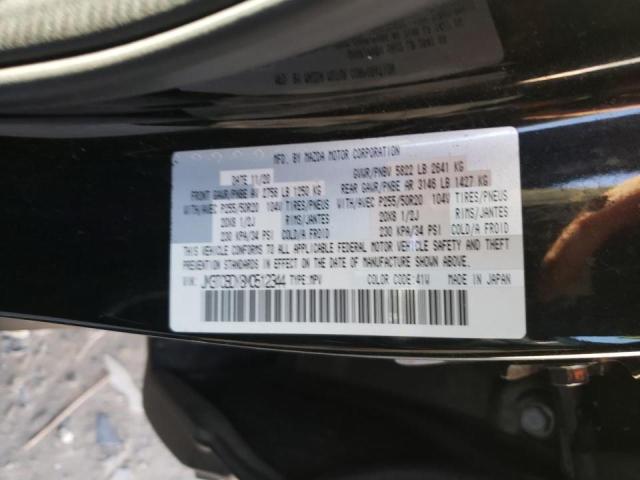 MFD. BY MAZDA MOTOR CORPORATION
DATE 11/20 GVWR/PNBV 5822 LB 2641 KG
FRONT GAWR/PNBE AV 2758 LB 1250 KG REAR GAWR/PNBE AR 3146 LB 1427 KG
WITH/AVEC P255/50R20 104V TIRES/PNEUS WITH/AVEC P255/50R20 104V TIRES/PNEUS
20X8 1/2J RIMS/JANTES 20X8 1/2J RIMS/JANTES
230 KPA/34 PSI COLD/A FROID 230 KPA/34 PSI COLD/A FROID
THIS VEHICLE CONFORMS TO ALL APPLICABLE FEDERAL MOTOR VEHICLE SAFETY AND THEFT
PREVENTION STANDARDS IN EFFECT ON THE DATE OF MANUFACTURE SHOWN ABOVE.
VIN: TYPE:MPV COLOR CODE:41W MADE IN JAPAN